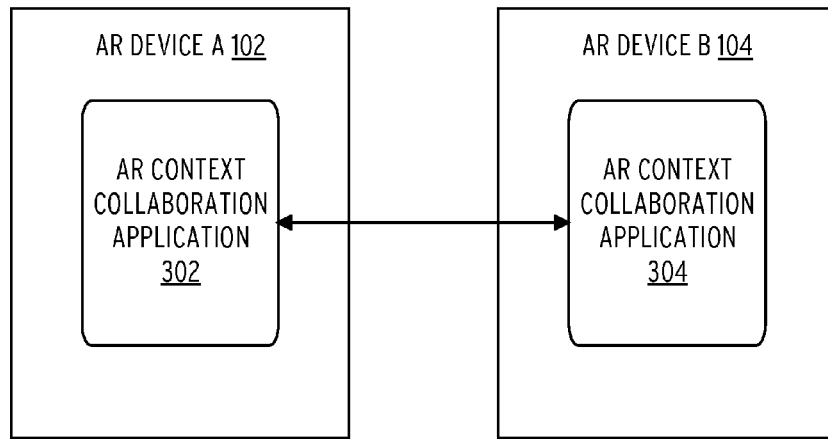 AR DEVICE A 102
AR CONTEXT
COLLABORATION
APPLICATION
302
AR DEVICE B 104
AR CONTEXT
COLLABORATION
APPLICATION
304